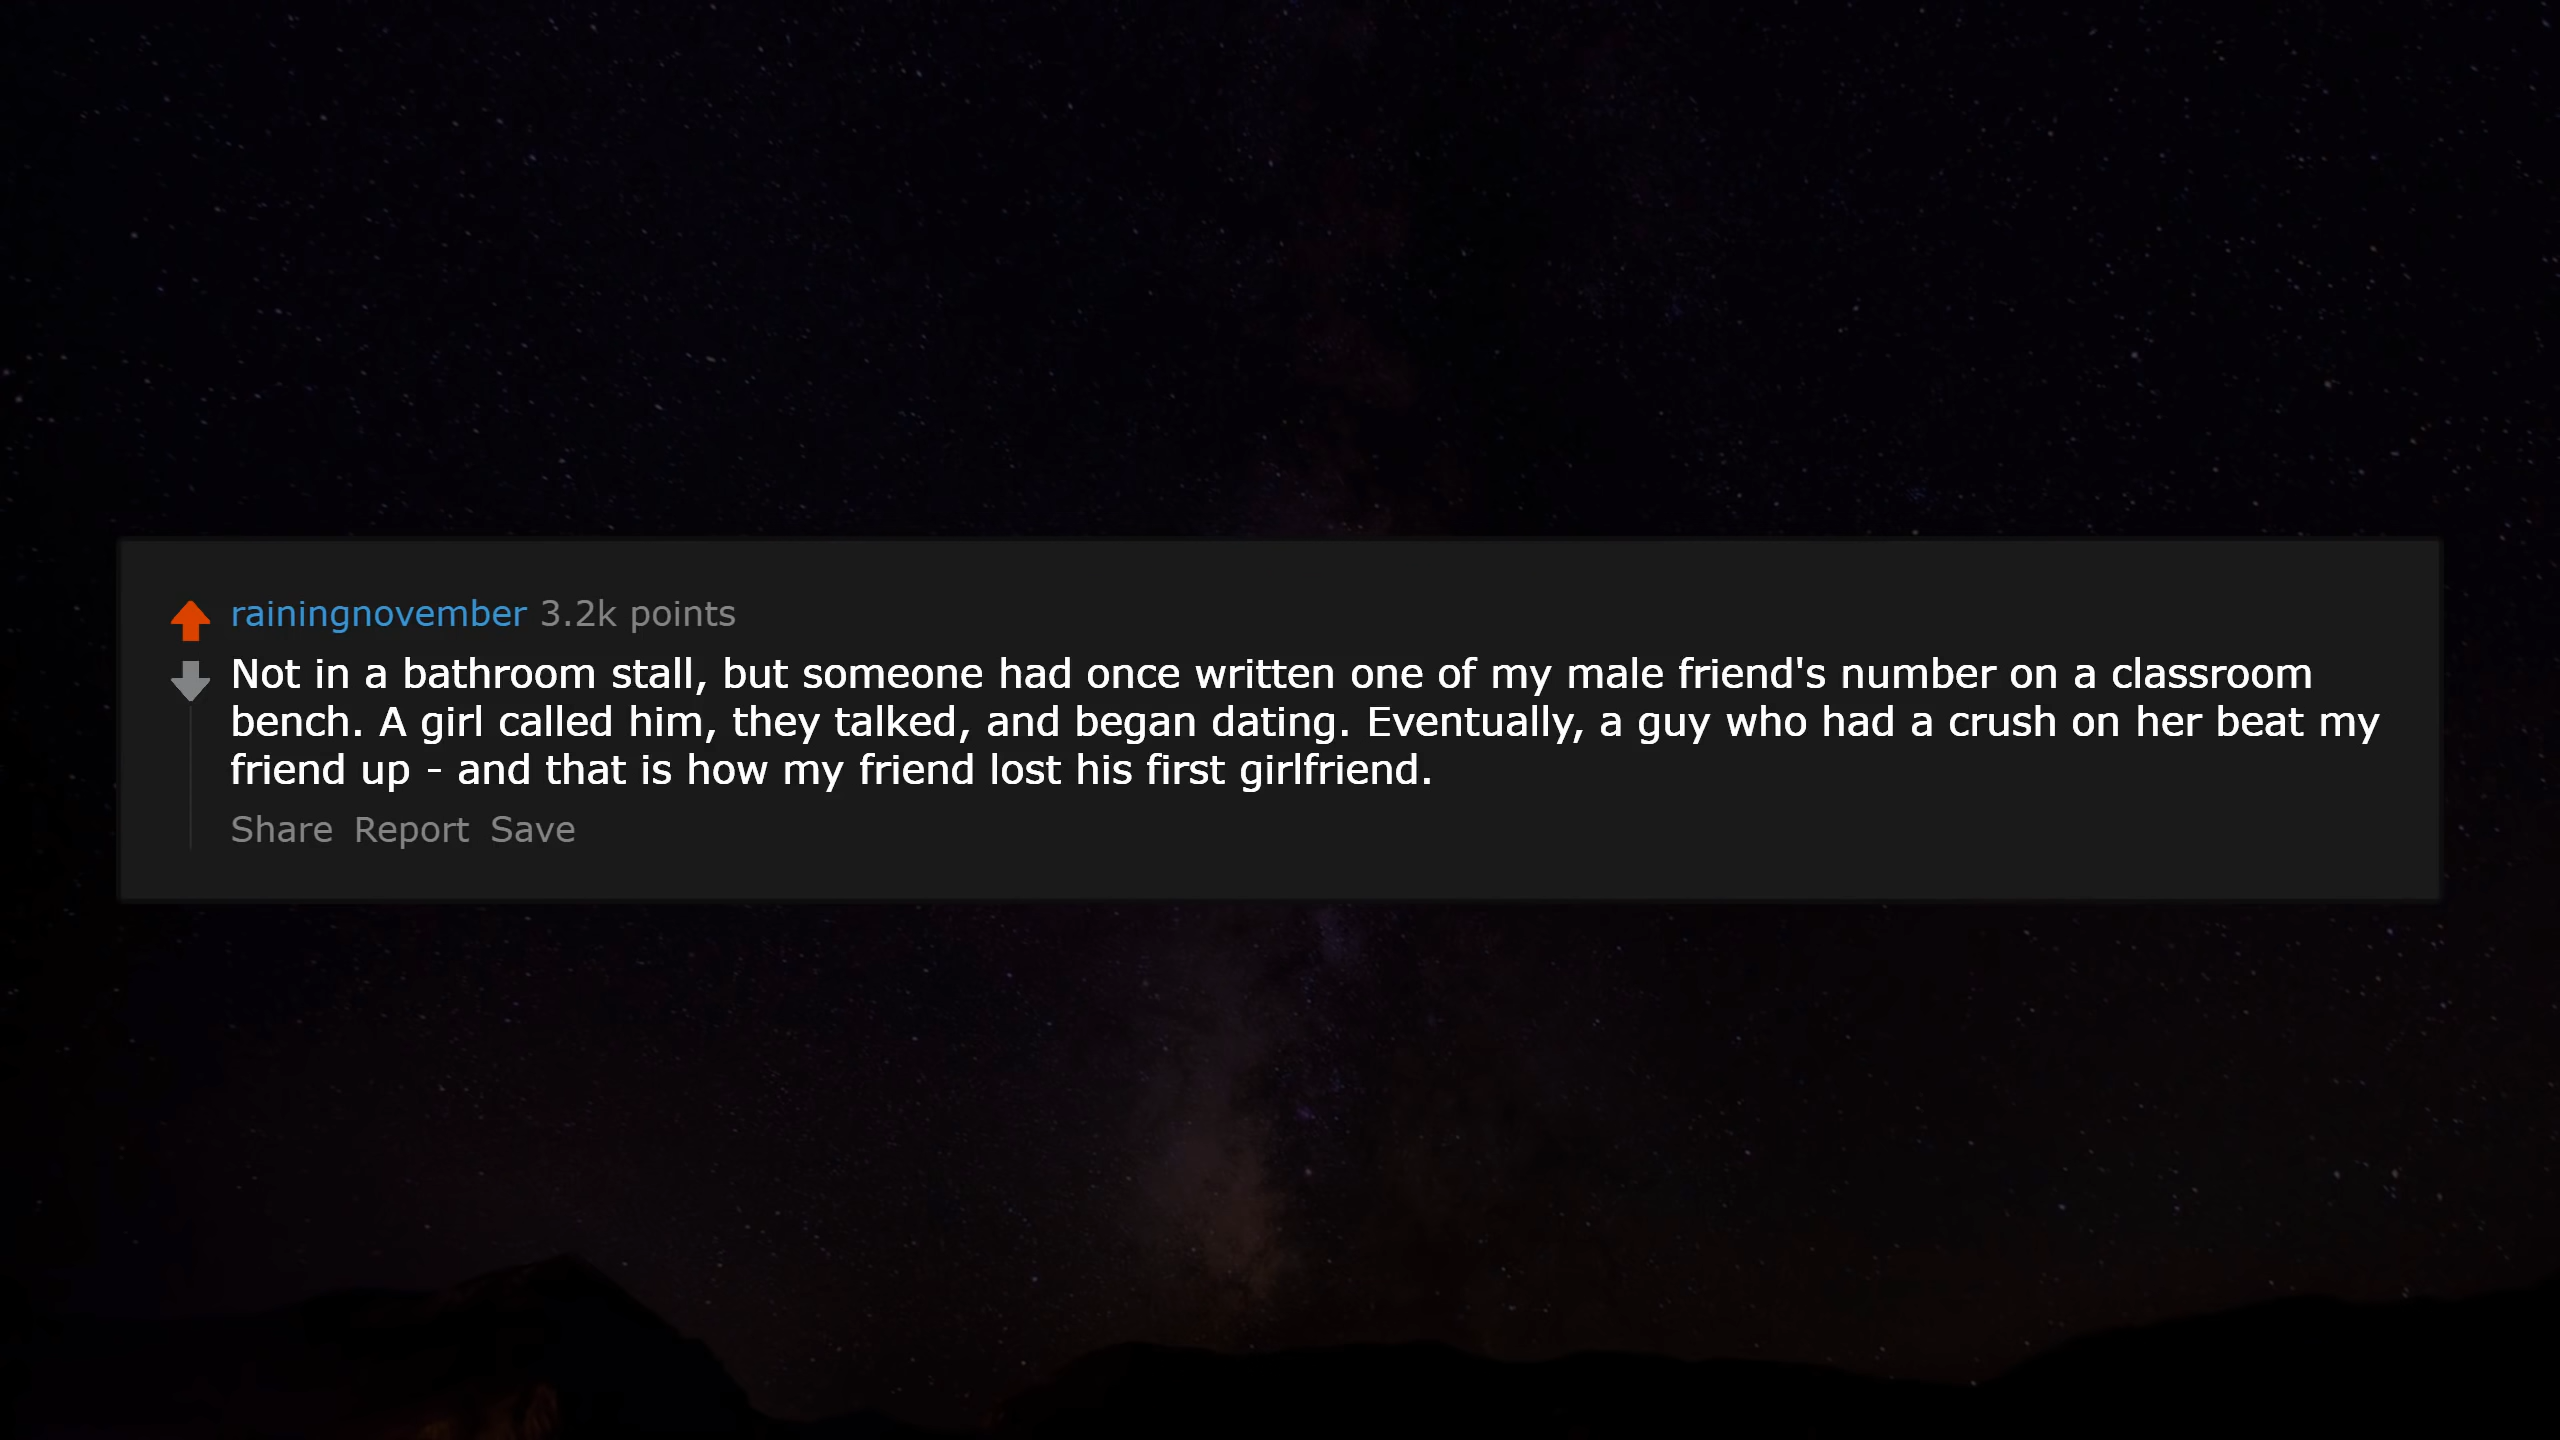 rainingnovember 3.2k points
Not in a bathroom stall, but someone had once written one of my male friend's number on a classroom
bench. A girl called him, they talked, and began dating. Eventually, a guy who had a crush on her beat my
friend up - and that is how my friend lost his first girlfriend.
Share Report Save